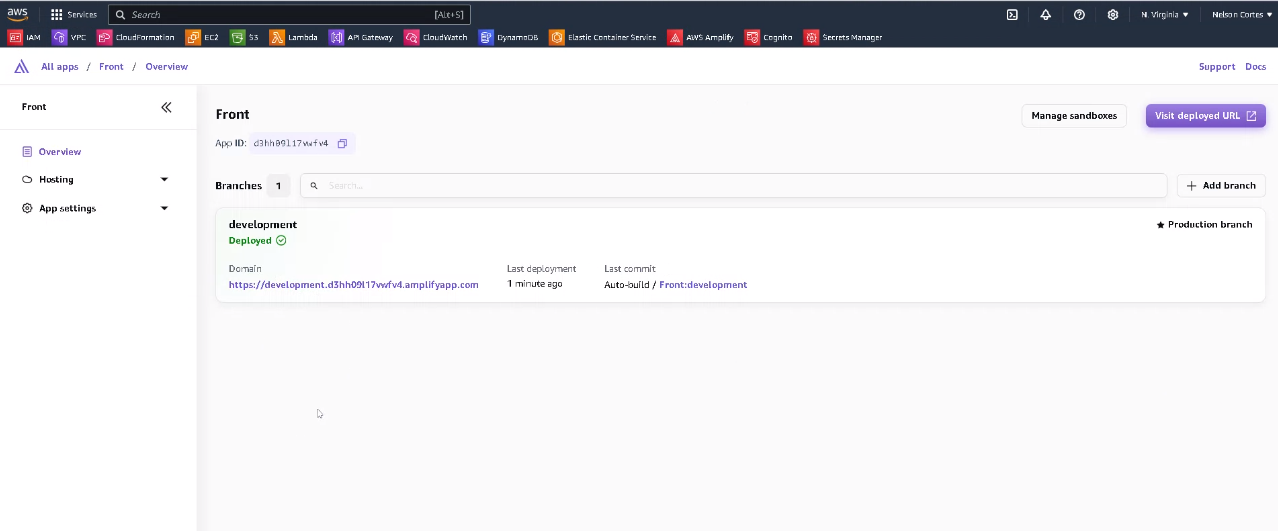 aws Services Search [Alt+S] N. Virginia Nelson Cortes
IAM VPC CloudFormation EC2 S3 Lambda API Gateway CloudWatch DynamoDB Elastic Container Service AWS Amplify Cognito Secrets Manager
All apps / Front / Overview Support Docs
Front
Overview
Hosting
App settings
Front Manage sandboxes Visit deployed URL
App ID: d3hh09l17vwfv4
Branches 1 Search... Add branch
development Production branch
Deployed
Domain Last deployment Last commit
https://development.d3hh09l17vwfv4.amplifyapp.com 1 minute ago Auto-build / Front:development